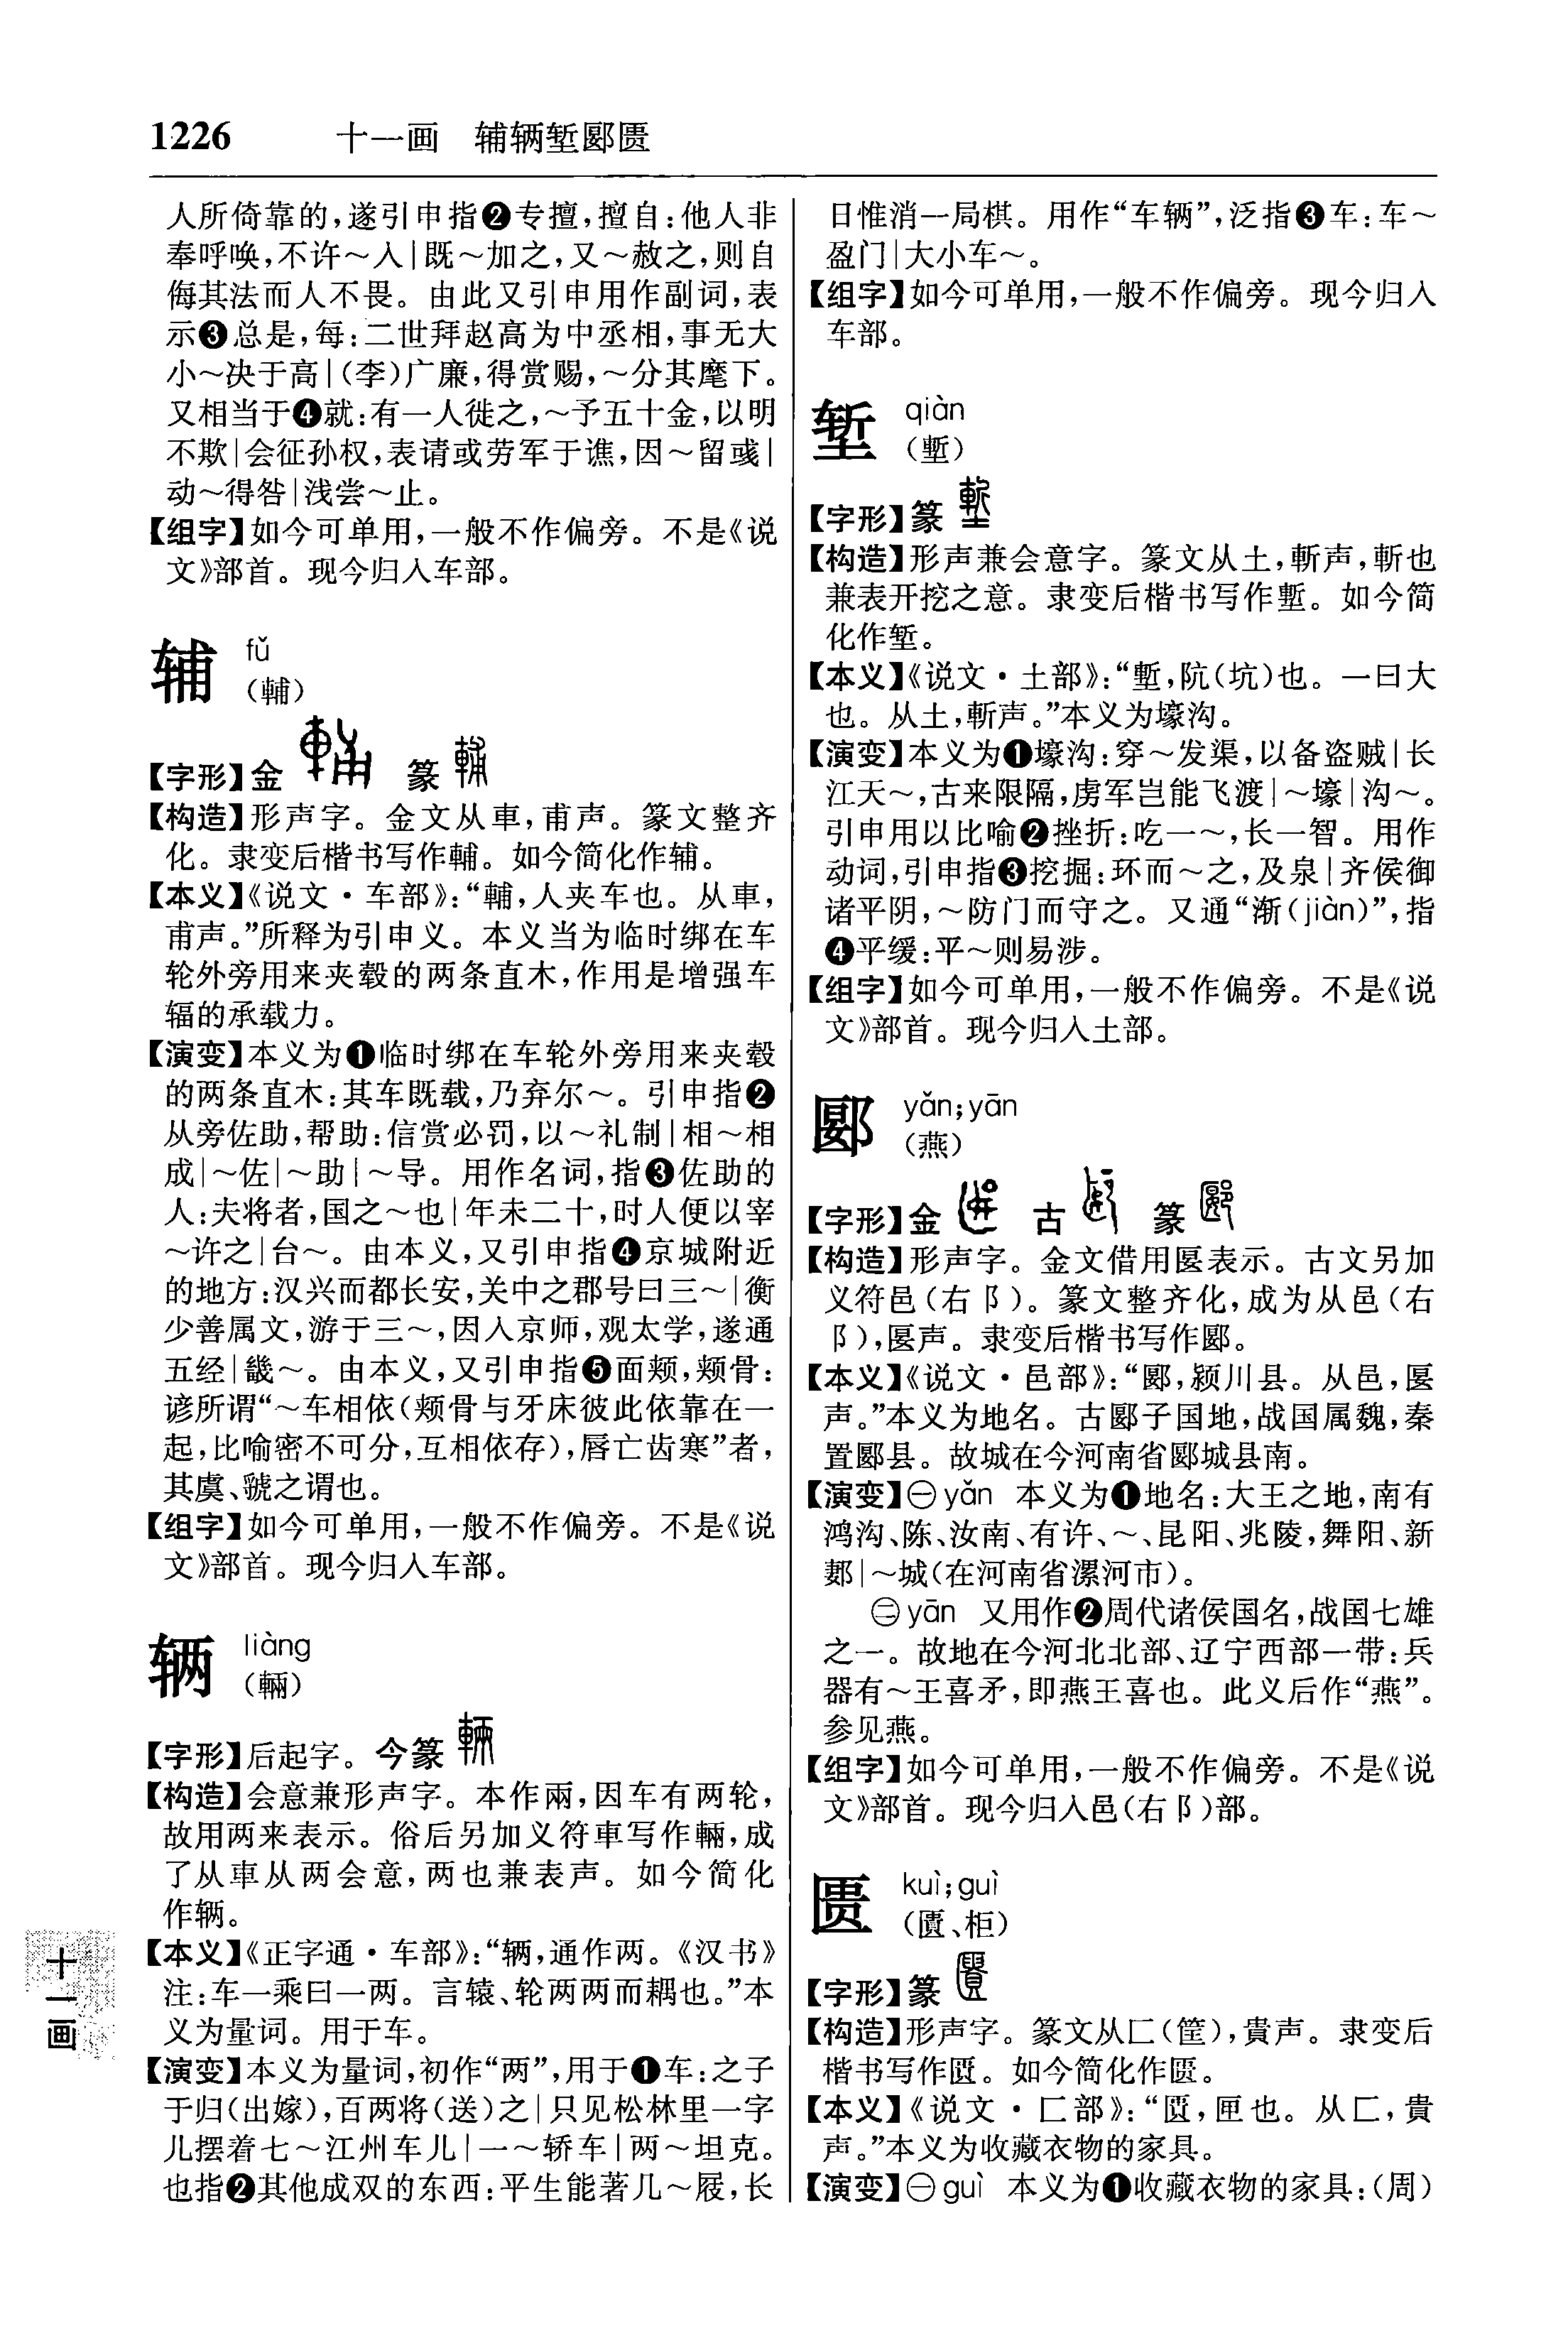 1226 十一画 辅辆堑郾匮
人所倚靠的,遂引申指❷专擅,擅自:他人非
奉呼唤,不许～入|既～加之,又～赦之,则自
侮其法而人不畏。由此又引申用作副词,表
示❸总是,每:二世拜赵高为中丞相,事无大
小～决于高|(李)广廉,得赏赐,～分其麾下。
又相当于❹就:有一人徙之,～予五十金,以明
不欺|会征孙权,表请彧劳军于谯,因～留彧|
动～得咎|浅尝～止。
【组字】如今可单用,一般不作偏旁。不是《说
文》部首。现今归入车部。
辅 fǔ
(輔)
【字形】金 篆
【构造】形声字。金文从車,甫声。篆文整齐
化。隶变后楷书写作輔。如今简化作辅。
【本义】《说文·车部》:“輔,人夹车也。从車,
甫声。”所释为引申义。本义当为临时绑在车
轮外旁用来夹毂的两条直木,作用是增强车
辐的承载力。
【演变】本义为❶临时绑在车轮外旁用来夹毂
的两条直木:其车既载,乃弃尔～。引申指❷
从旁佐助,帮助:信赏必罚,以～礼制|相～相
成|～佐|～助|～导。用作名词,指❸佐助的
人:夫将者,国之～也|年未二十,时人便以宰
～许之|台～。由本义,又引申指❹京城附近
的地方:汉兴而都长安,关中之郡号曰三～|衡
少善属文,游于三～,因入京师,观太学,遂通
五经|畿～。由本义,又引申指❺面颊,颊骨:
谚所谓“～车相依(颊骨与牙床彼此依靠在一
起,比喻密不可分,互相依存),唇亡齿寒”者,
其虞、虢之谓也。
【组字】如今可单用,一般不作偏旁。不是《说
文》部首。现今归入车部。
辆 liàng
(輛)
【字形】后起字。今篆
【构造】会意兼形声字。本作兩,因车有两轮,
故用两来表示。俗后另加义符車写作輛,成
了从車从两会意,两也兼表声。如今简化
作辆。
【本义】《正字通·车部》:“辆,通作两。《汉书》
注:车一乘曰一两。言辕、轮两两而耦也。”本
义为量词。用于车。
【演变】本义为量词,初作“两”,用于❶车:之子
于归(出嫁),百两将(送)之|只见松林里一字
儿摆着七～江州车儿|一～轿车|两～坦克。
也指❷其他成双的东西:平生能著几～屐,长
日惟消一局棋。用作“车辆”,泛指❸车:车～
盈门|大小车～。
【组字】如今可单用,一般不作偏旁。现今归入
车部。
堑 qiàn
(塹)
【字形】篆
【构造】形声兼会意字。篆文从土,斬声,斬也
兼表开挖之意。隶变后楷书写作塹。如今简
化作堑。
【本义】《说文·土部》:“塹,阬(坑)也。一曰大
也。从土,斬声。”本义为壕沟。
【演变】本义为❶壕沟:穿～发渠,以备盗贼|长
江天～,古来限隔,虏军岂能飞渡|～壕|沟～。
引申用以比喻❷挫折:吃一～,长一智。用作
动词,引申指❸挖掘:环而～之,及泉|齐侯御
诸平阴,～防门而守之。又通“渐(jiàn)”,指
❹平缓:平～则易涉。
【组字】如今可单用,一般不作偏旁。不是《说
文》部首。现今归入土部。
郾 yǎn;yān
(燕)
【字形】金 古 篆
【构造】形声字。金文借用匽表示。古文另加
义符邑(右阝)。篆文整齐化,成为从邑(右
阝),匽声。隶变后楷书写作郾。
【本义】《说文·邑部》:“郾,颍川县。从邑,匽
声。”本义为地名。古郾子国地,战国属魏,秦
置郾县。故城在今河南省郾城县南。
【演变】㊀yǎn 本义为❶地名:大王之地,南有
鸿沟、陈、汝南、有许、～、昆阳、兆陵,舞阳、新
郪|～城(在河南省漯河市)。
㊁yān 又用作❷周代诸侯国名,战国七雄
之一。故地在今河北北部、辽宁西部一带:兵
器有～王喜矛,即燕王喜也。此义后作“燕”。
参见燕。
【组字】如今可单用,一般不作偏旁。不是《说
文》部首。现今归入邑(右阝)部。
匮 kuì;guì
(匱、柜)
【字形】篆
【构造】形声字。篆文从匚(筐),貴声。隶变后
楷书写作匱。如今简化作匮。
【本义】《说文·匚部》:“匱,匣也。从匚,貴
声。”本义为收藏衣物的家具。
【演变】㊀guì 本义为❶收藏衣物的家具:(周)
十一画